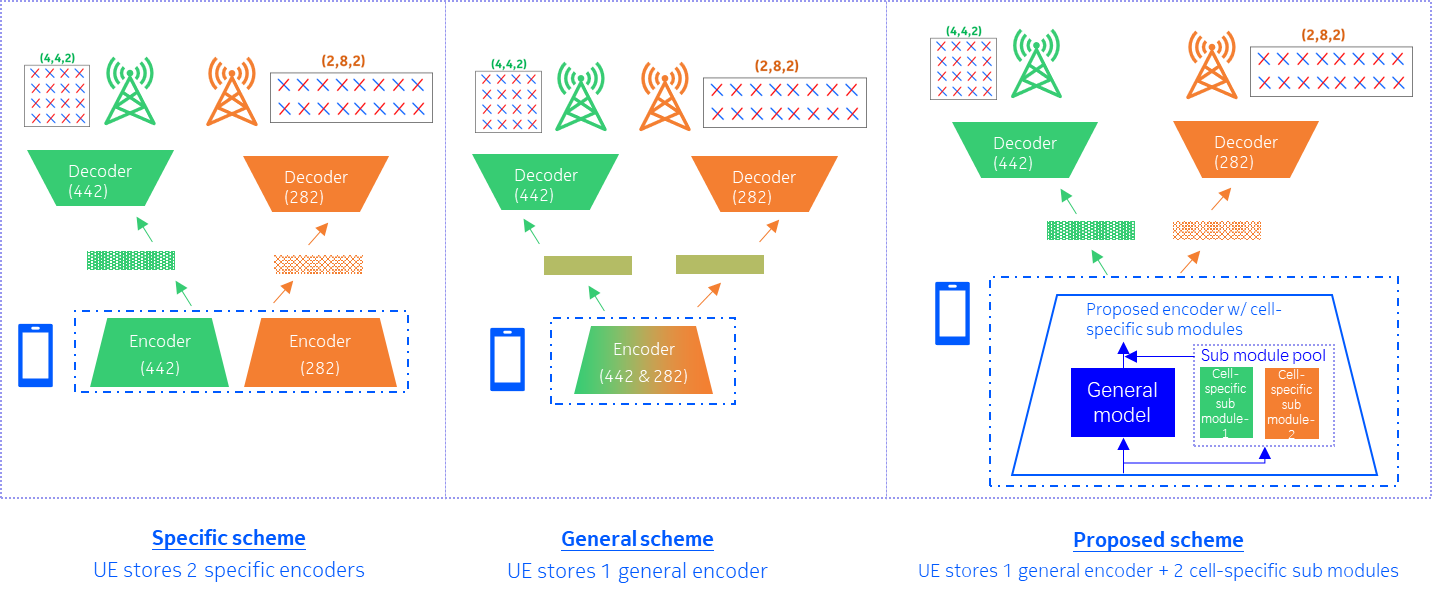 (4,4,2)
(2,8,2)
Decoder
(442)
Decoder
(282)
Encoder
(442)
Encoder
(282)
Specific scheme
UE stores 2 specific encoders
(4,4,2)
(2,8,2)
Decoder
(442)
Decoder
(282)
Encoder
(442 & 282)
General scheme
UE stores 1 general encoder
(4,4,2)
(2,8,2)
Decoder
(442)
Decoder
(282)
Proposed encoder w/ cell-
specific sub modules
Sub module pool
General
model
Cell-
specific
sub
module-
1
Cell-
specific
sub
module-
2
Proposed scheme
UE stores 1 general encoder + 2 cell-specific sub modules